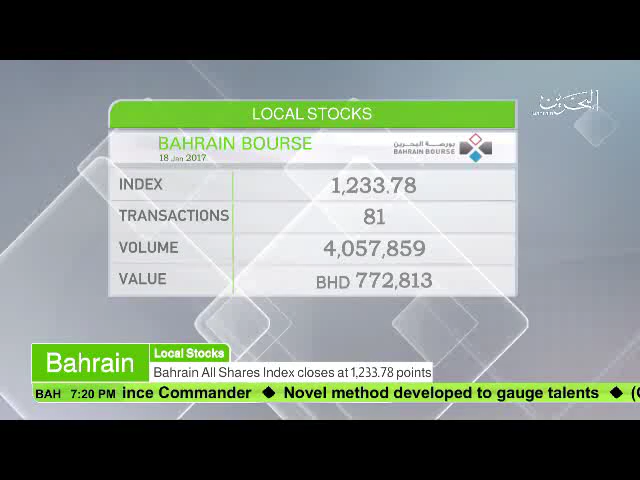 البحرين
LOCAL STOCKS
BAHRAIN BOURSE
18 Jan 2017
بورصة البحرين
BAHRAIN BOURSE
INDEX 1,233.78
TRANSACTIONS 81
VOLUME 4,057,859
VALUE BHD 772,813
Bahrain
Local Stocks
Bahrain All Shares Index closes at 1,233.78 points
BAH 7:20 PM ince Commander ◆ Novel method developed to gauge talents ◆ (